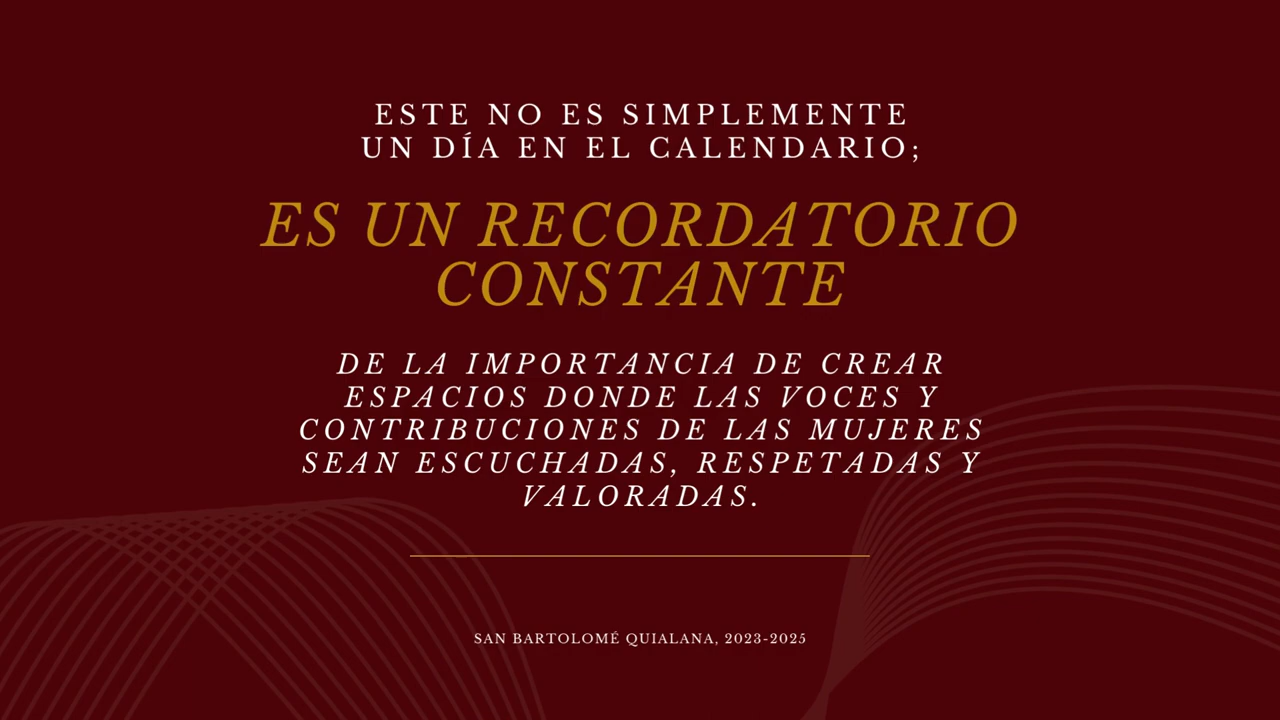 ESTE NO ES SIMPLEMENTE
UN DÍA EN EL CALENDARIO;
ES UN RECORDATORIO
CONSTANTE
DE LA IMPORTANCIA DE CREAR
ESPACIOS DONDE LAS VOCES Y
CONTRIBUCIONES DE LAS MUJERES
SEAN ESCUCHADAS, RESPETADAS Y
VALORADAS.
SAN BARTOLOMÉ QUIALANA, 2023-2025